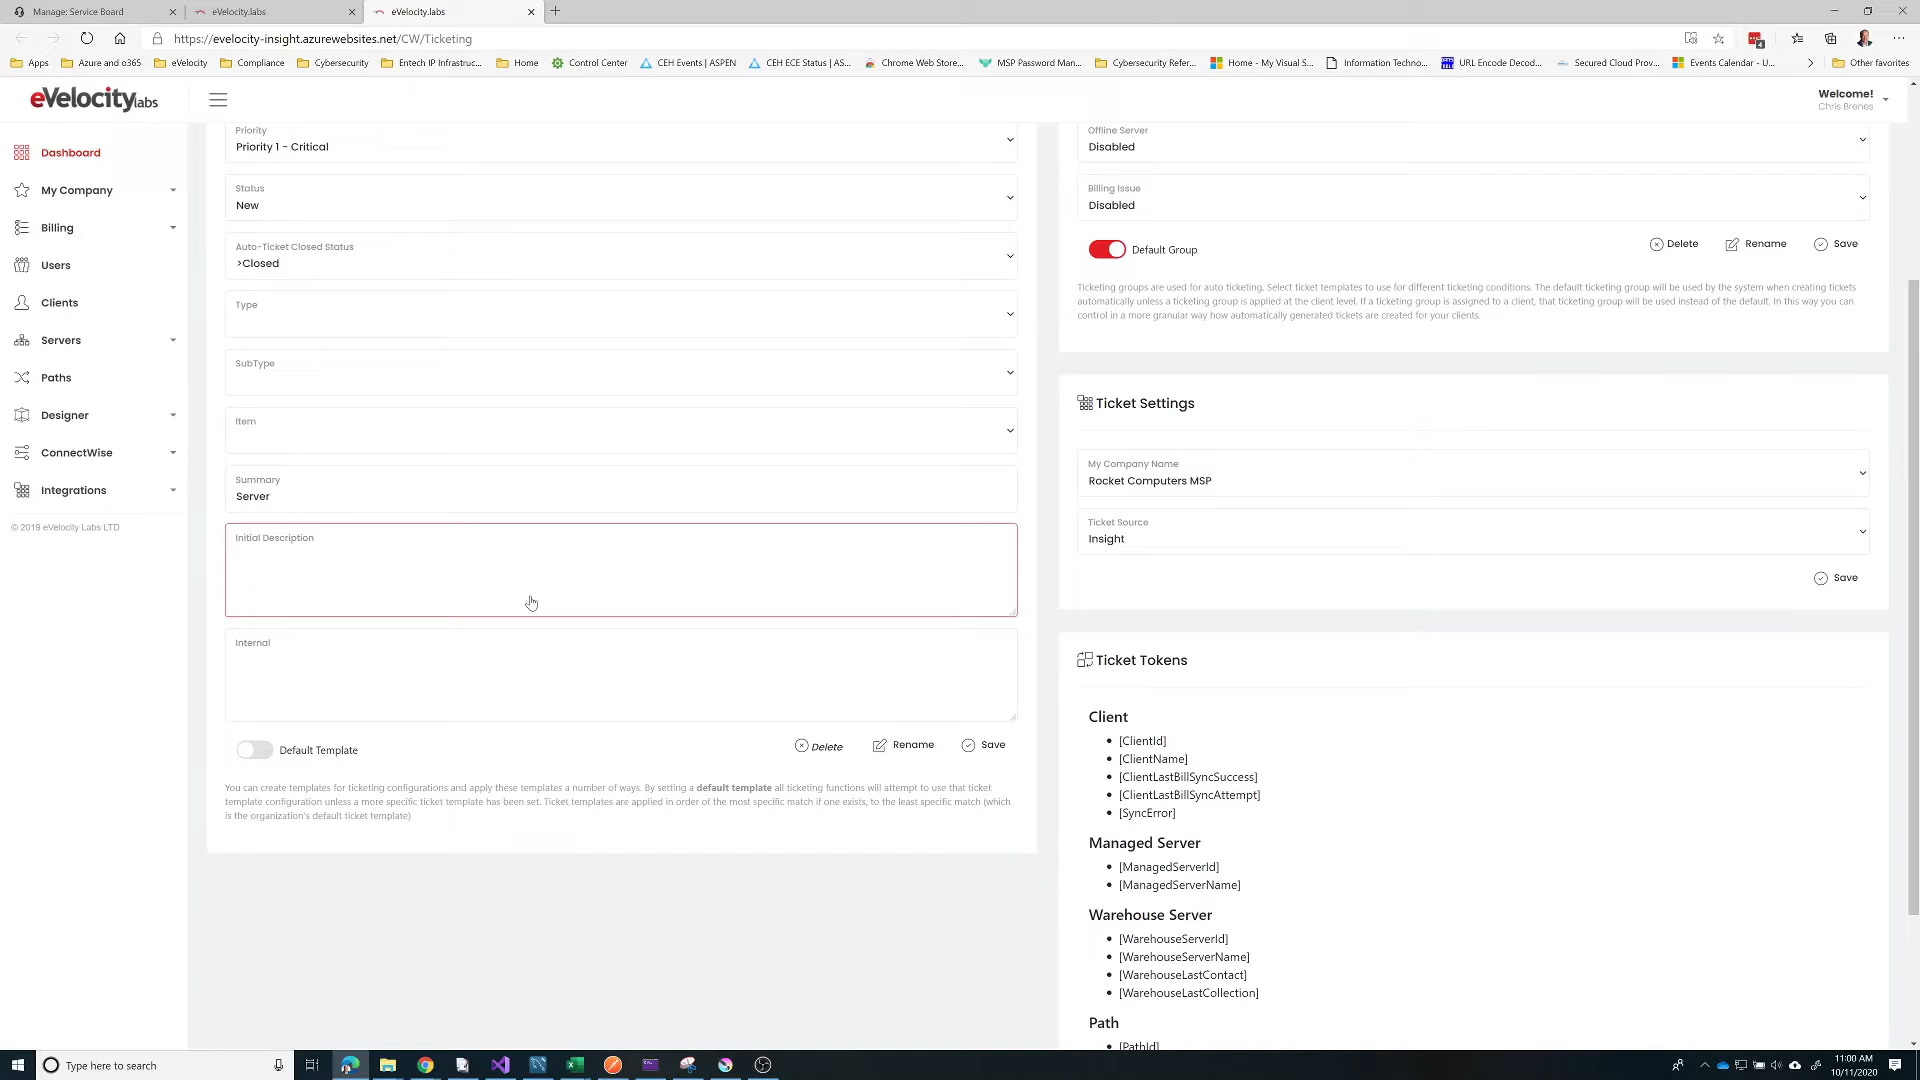 Manage: Service Board
eVelocity.labs
eVelocity.labs
https://evelocity-insight.azurewebsites.net/CW/Ticketing
4
Apps
Azure and o365
eVelocity
Compliance
Cybersecurity
Entech IP Infrastruc...
Home
Control Center
CEH Events | ASPEN
CEH ECE Status | AS...
Chrome Web Store...
MSP Password Man...
Cybersecurity Refer...
Home - My Visual S...
Information Techno...
URL Encode Decod...
Secured Cloud Prov...
Events Calendar - U...
Other favorites
eVelocitylabs
Welcome!
Chris Brenes
Dashboard
My Company
Billing
Users
Clients
Servers
Paths
Designer
ConnectWise
Integrations
© 2019 eVelocity Labs LTD
Priority
Priority 1 - Critical
Status
New
Auto-Ticket Closed Status
>Closed
Type
SubType
Item
Summary
Server
Initial Description
Internal
Default Template
Delete
Rename
Save
You can create templates for ticketing configurations and apply these templates a number of ways. By setting a default template all ticketing functions will attempt to use that ticket
template configuration unless a more specific ticket template has been set. Ticket templates are applied in order of the most specific match if one exists, to the least specific match (which
is the organization's default ticket template)
Offline Server
Disabled
Billing Issue
Disabled
Default Group
Delete
Rename
Save
Ticketing groups are used for auto ticketing. Select ticket templates to use for different ticketing conditions. The default ticketing group will be used by the system when creating tickets
automatically unless a ticketing group is applied at the client level. If a ticketing group is assigned to a client, that ticketing group will be used instead of the default. In this way you can
control in a more granular way how automatically generated tickets are created for your clients.
Ticket Settings
My Company Name
Rocket Computers MSP
Ticket Source
Insight
Save
Ticket Tokens
Client
[ClientId]
[ClientName]
[ClientLastBillSyncSuccess]
[ClientLastBillSyncAttempt]
[SyncError]
Managed Server
[ManagedServerId]
[ManagedServerName]
Warehouse Server
[WarehouseServerId]
[WarehouseServerName]
[WarehouseLastContact]
[WarehouseLastCollection]
Path
[PathId]
Type here to search
11:00 AM
10/11/2020